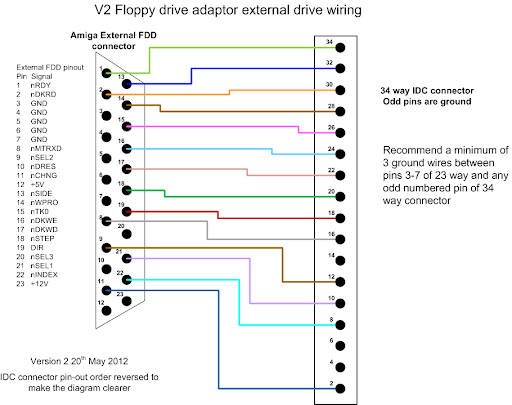 V2 Floppy drive adaptor external drive wiring
Amiga External FDD
connector
External FDD pinout
Pin Signal
1 nRDY
2 nDKRD
3 GND
4 GND
5 GND
6 GND
7 GND
8 nMTRXD
9 nSEL2
10 nDRES
11 nCHNG
12 +5V
13 nSIDE
14 nWPRO
15 nTK0
16 nDKWE
17 nDKWD
18 nSTEP
19 DIR
20 nSEL3
21 nSEL1
22 nINDEX
23 +12V
1
13
2
14
3
15
4
16
5
17
6
18
7
19
8
20
9
21
10
22
11
23
12
34
32
30
28
26
24
22
20
18
16
14
12
10
8
6
4
2
34 way IDC connector
Odd pins are ground
Recommend a minimum of
3 ground wires between
pins 3-7 of 23 way and any
odd numbered pin of 34
way connector
Version 2 20th May 2012
IDC connector pin-out order reversed to
make the diagram clearer